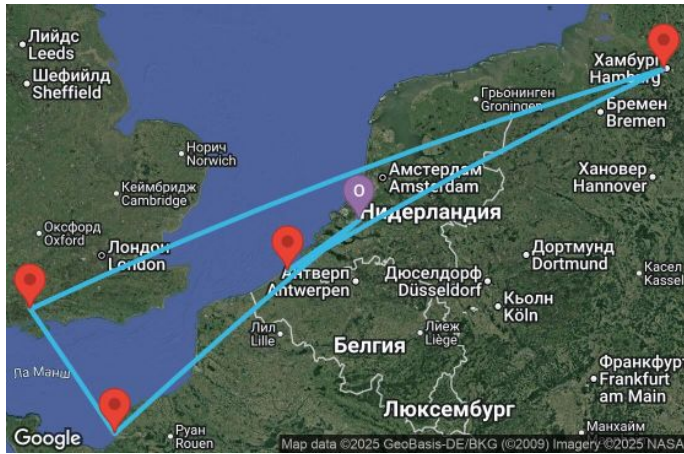 Лийдс
Leeds
Шефийлд
Sheffield
Хамбург
Hamburg
Грьонинген
Groningen
Бремен
Bremen
Норич
Norwich
Амстердам
Amsterdam
Хановер
Hannover
Кеймбридж
Cambridge
O
Нидерландия
Оксфорд
Oxford
Лондон
London
Дортмунд
Dortmund
Антверп
Antwerpen
Дюселдорф
Düsseldorf
Касел
Kassel
Кьолн
Köln
Лил
Lille
Лиеж
Liège
Белгия
Ла Манш
Франкфурт
Frankfurt
am Main
Люксембург
Руан
Rouen
Манхайм
Google
Map data ©2025 GeoBasis-DE/BKG (©2009) Imagery ©2025 NASA